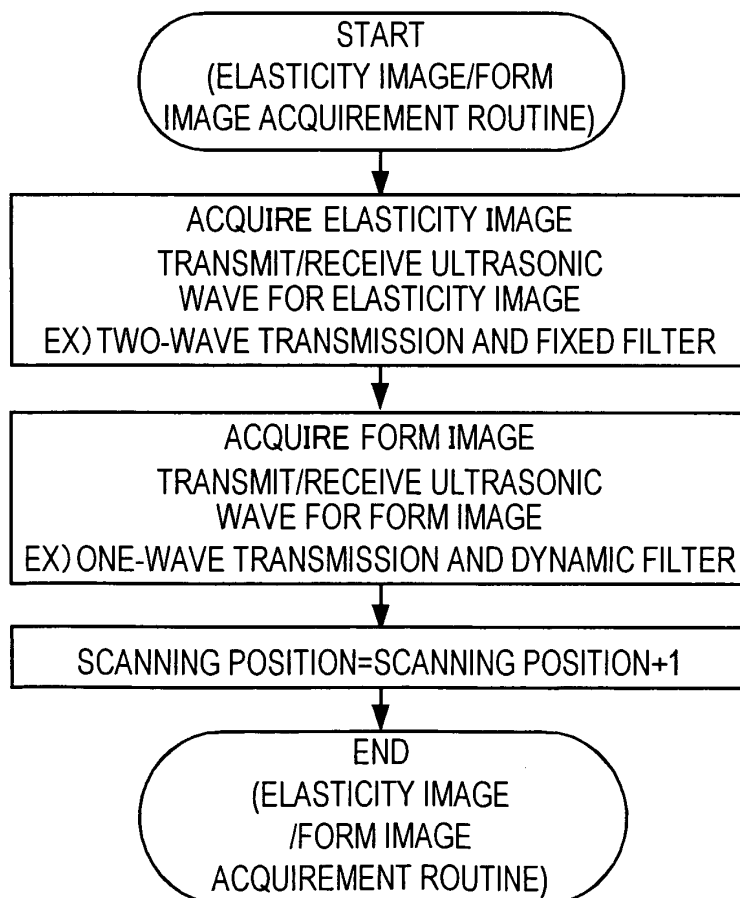 START
(ELASTICITY IMAGE/FORM
IMAGE ACQUIREMENT ROUTINE)
ACQUIRE ELASTICITY IMAGE
TRANSMIT/RECEIVE ULTRASONIC
WAVE FOR ELASTICITY IMAGE
EX) TWO-WAVE TRANSMISSION AND FIXED FILTER
ACQUIRE FORM IMAGE
TRANSMIT/RECEIVE ULTRASONIC
WAVE FOR FORM IMAGE
EX) ONE-WAVE TRANSMISSION AND DYNAMIC FILTER
SCANNING POSITION=SCANNING POSITION+1
END
(ELASTICITY IMAGE
/FORM IMAGE
ACQUIREMENT ROUTINE)